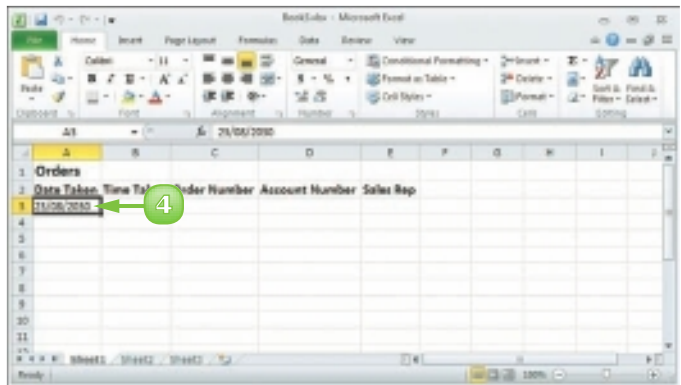 Book1.xlsx - Microsoft Excel
File Home Insert Page Layout Formulas Data Review View
Calibri 11 General Conditional Formatting Insert
Paste Format as Table Delete Sort & Find &
Cell Styles Format Filter Select
Clipboard Font Alignment Number Styles Cells Editing
A3 fx 25/08/2010
A B C D E F G H I J
1 Orders
2 Date Taken Time Order Number Account Number Sales Rep
3 25/08/2010 4
4
5
6
7
8
9
10
11
Sheet1 Sheet2 Sheet3
Ready 100%